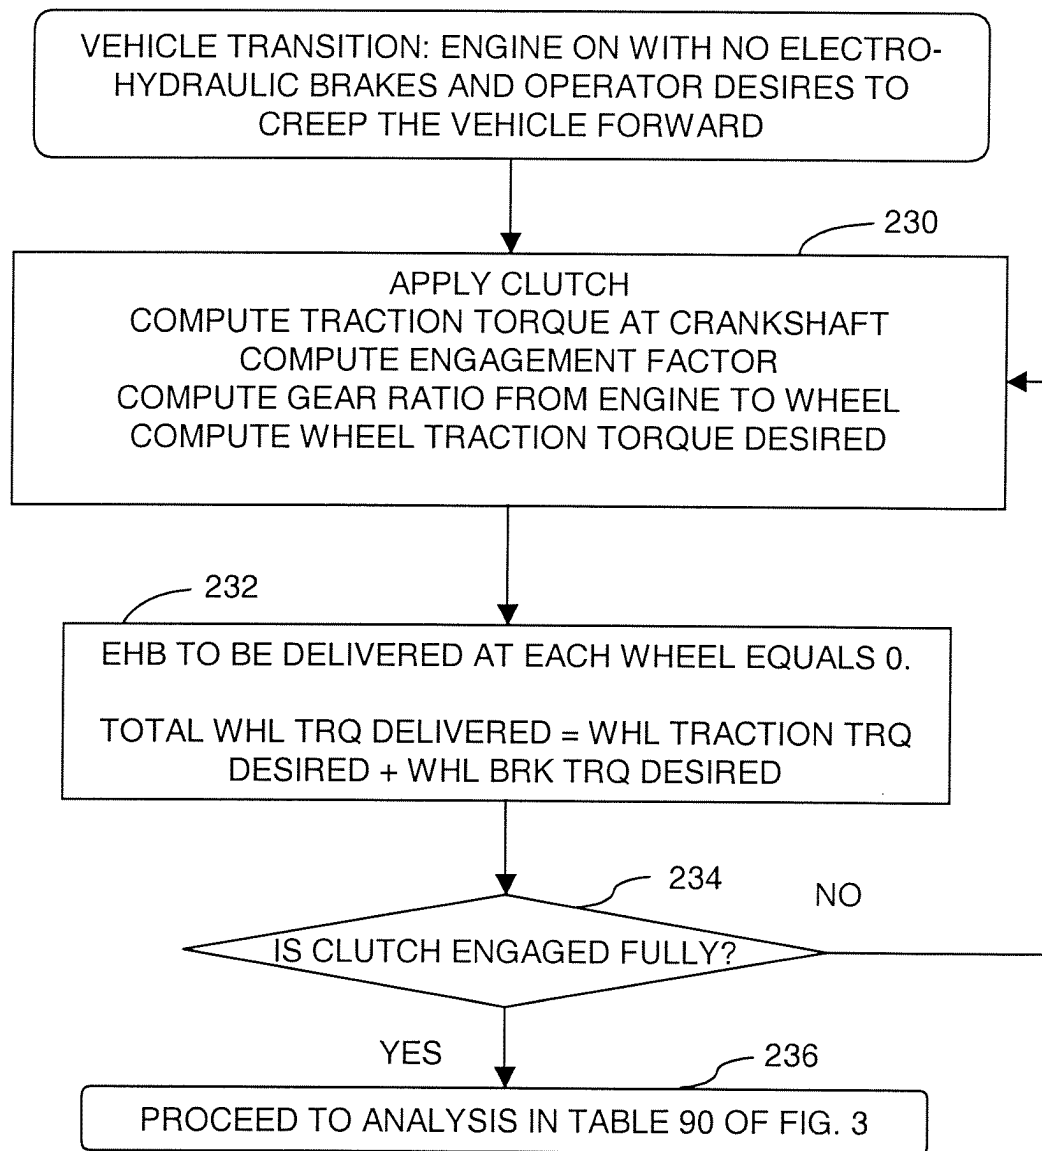 VEHICLE TRANSITION: ENGINE ON WITH NO ELECTRO-
HYDRAULIC BRAKES AND OPERATOR DESIRES TO
CREEP THE VEHICLE FORWARD
230
APPLY CLUTCH
COMPUTE TRACTION TORQUE AT CRANKSHAFT
COMPUTE ENGAGEMENT FACTOR
COMPUTE GEAR RATIO FROM ENGINE TO WHEEL
COMPUTE WHEEL TRACTION TORQUE DESIRED
232
EHB TO BE DELIVERED AT EACH WHEEL EQUALS 0.
TOTAL WHL TRQ DELIVERED = WHL TRACTION TRQ
DESIRED + WHL BRK TRQ DESIRED
234
NO
IS CLUTCH ENGAGED FULLY?
YES
236
PROCEED TO ANALYSIS IN TABLE 90 OF FIG. 3